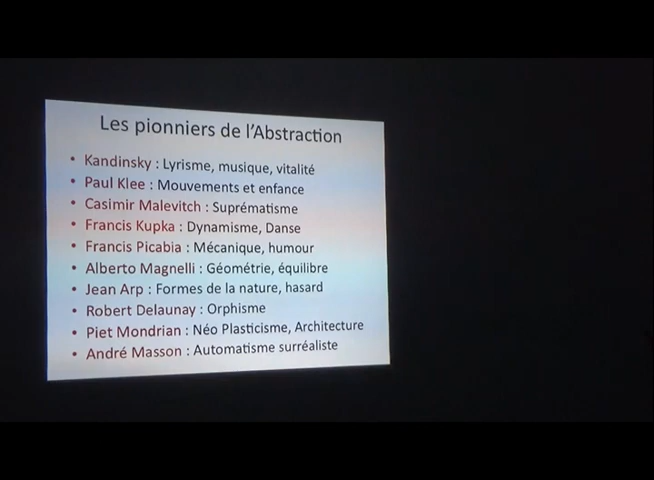 Les pionniers de l'Abstraction
• Kandinsky : Lyrisme, musique, vitalité
• Paul Klee : Mouvements et enfance
• Casimir Malevitch : Suprématisme
• Francis Kupka : Dynamisme, Danse
• Francis Picabia : Mécanique, humour
• Alberto Magnelli : Géométrie, équilibre
• Jean Arp : Formes de la nature, hasard
• Robert Delaunay : Orphisme
• Piet Mondrian : Néo Plasticisme, Architecture
• André Masson : Automatisme surréaliste